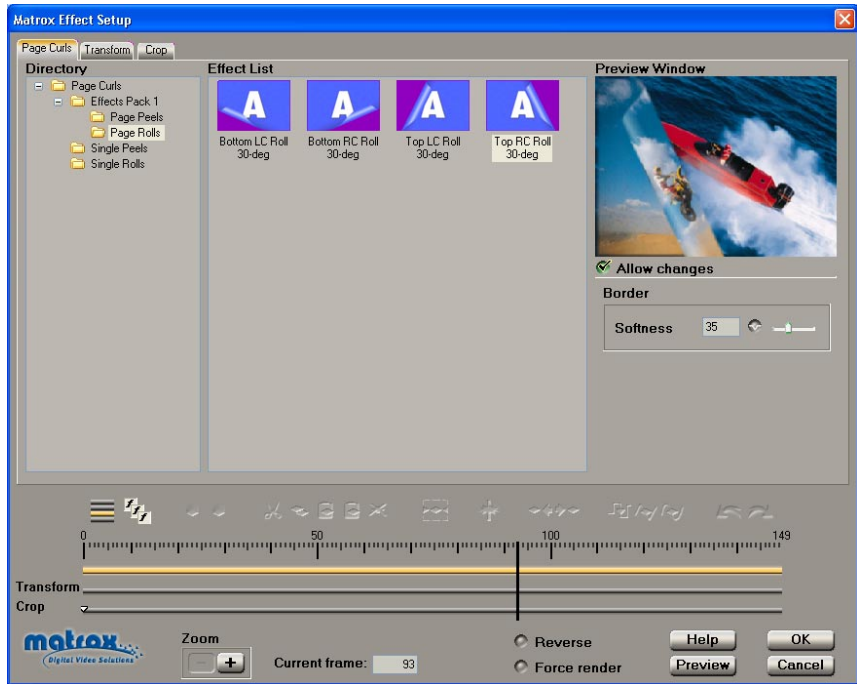 Matrox Effect Setup
Page Curls Transform Crop
Directory
Page Curls
Effects Pack 1
Page Peels
Page Rolls
Single Peels
Single Rolls
Effect List
A
Bottom LC Roll
30-deg
A
Bottom RC Roll
30-deg
A
Top LC Roll
30-deg
A
Top RC Roll
30-deg
Preview Window
Allow changes
Border
Softness 35
0 50 100 149
Transform
Crop
matrox
Digital Video Solutions
Zoom
- +
Current frame: 93
Reverse
Force render
Help OK
Preview Cancel